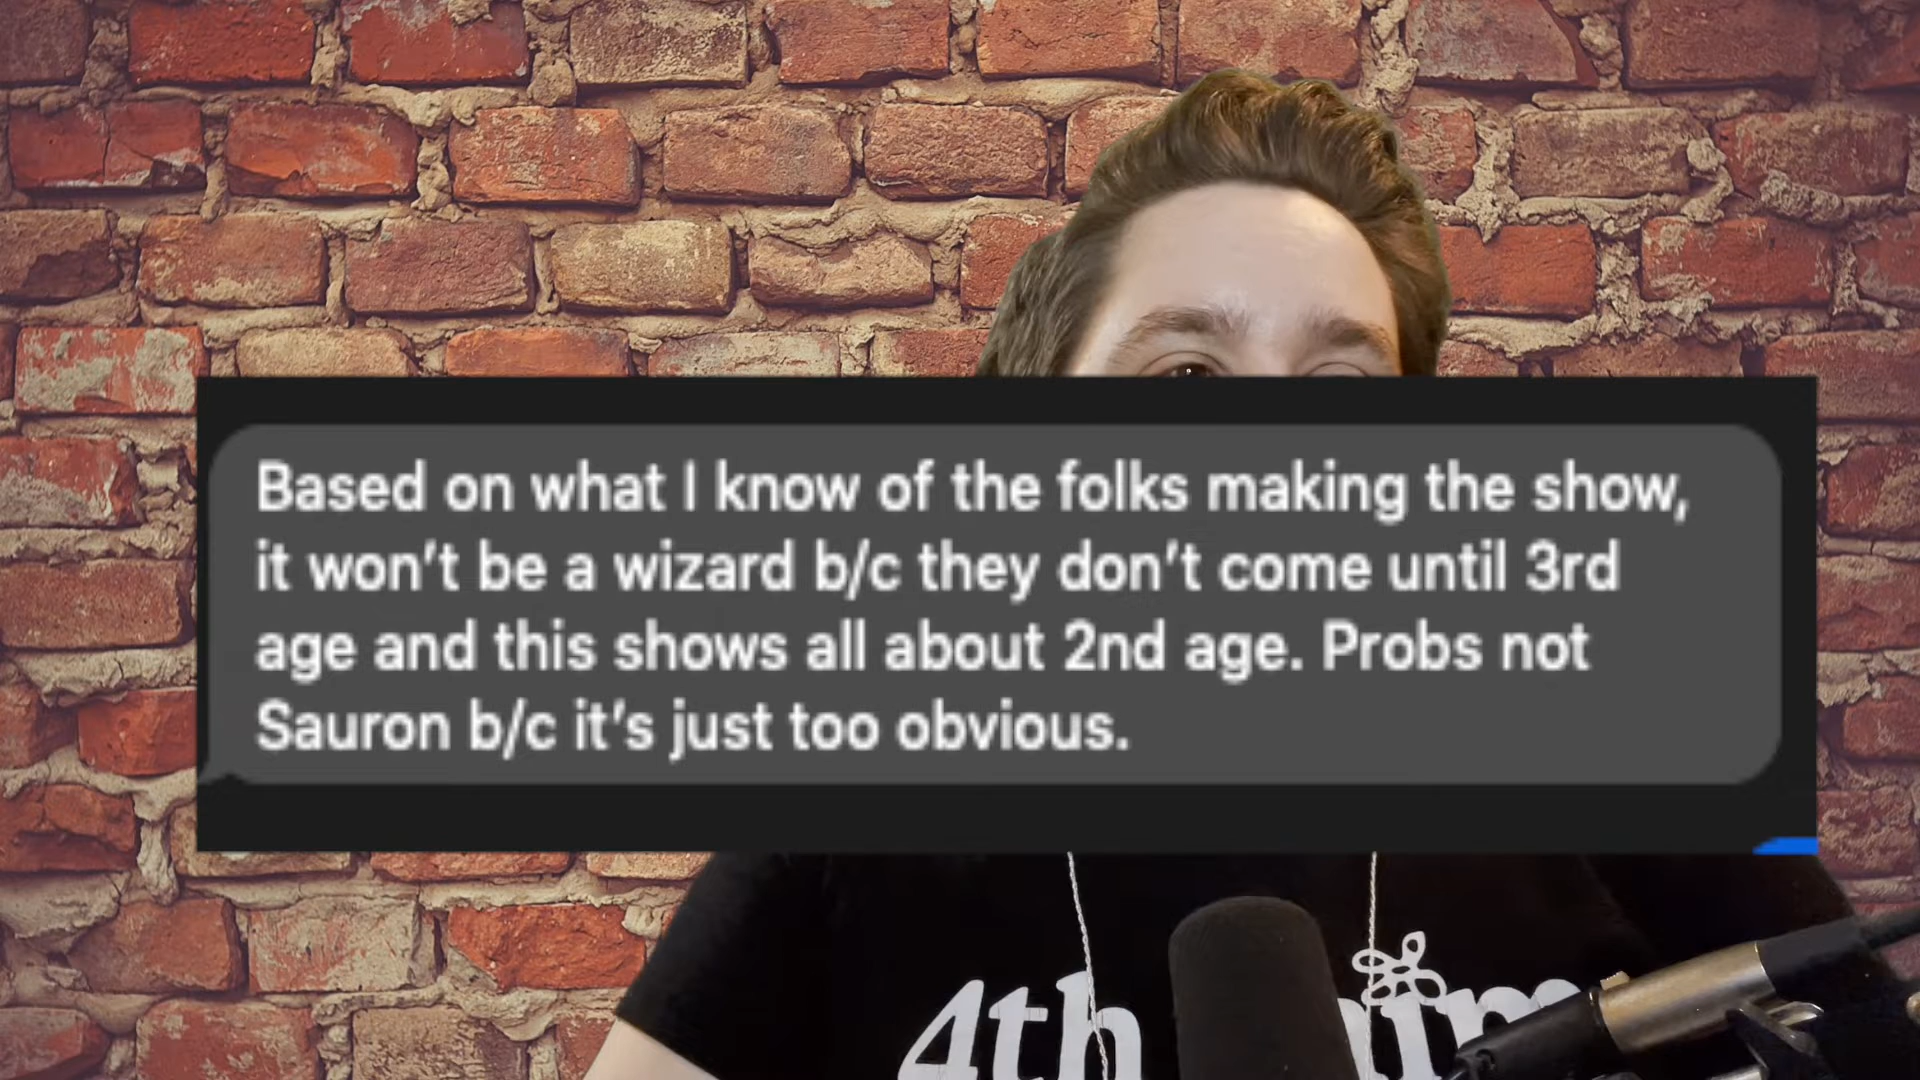 Based on what I know of the folks making the show,
it won't be a wizard b/c they don't come until 3rd
age and this shows all about 2nd age. Probs not
Sauron b/c it's just too obvious.
4th